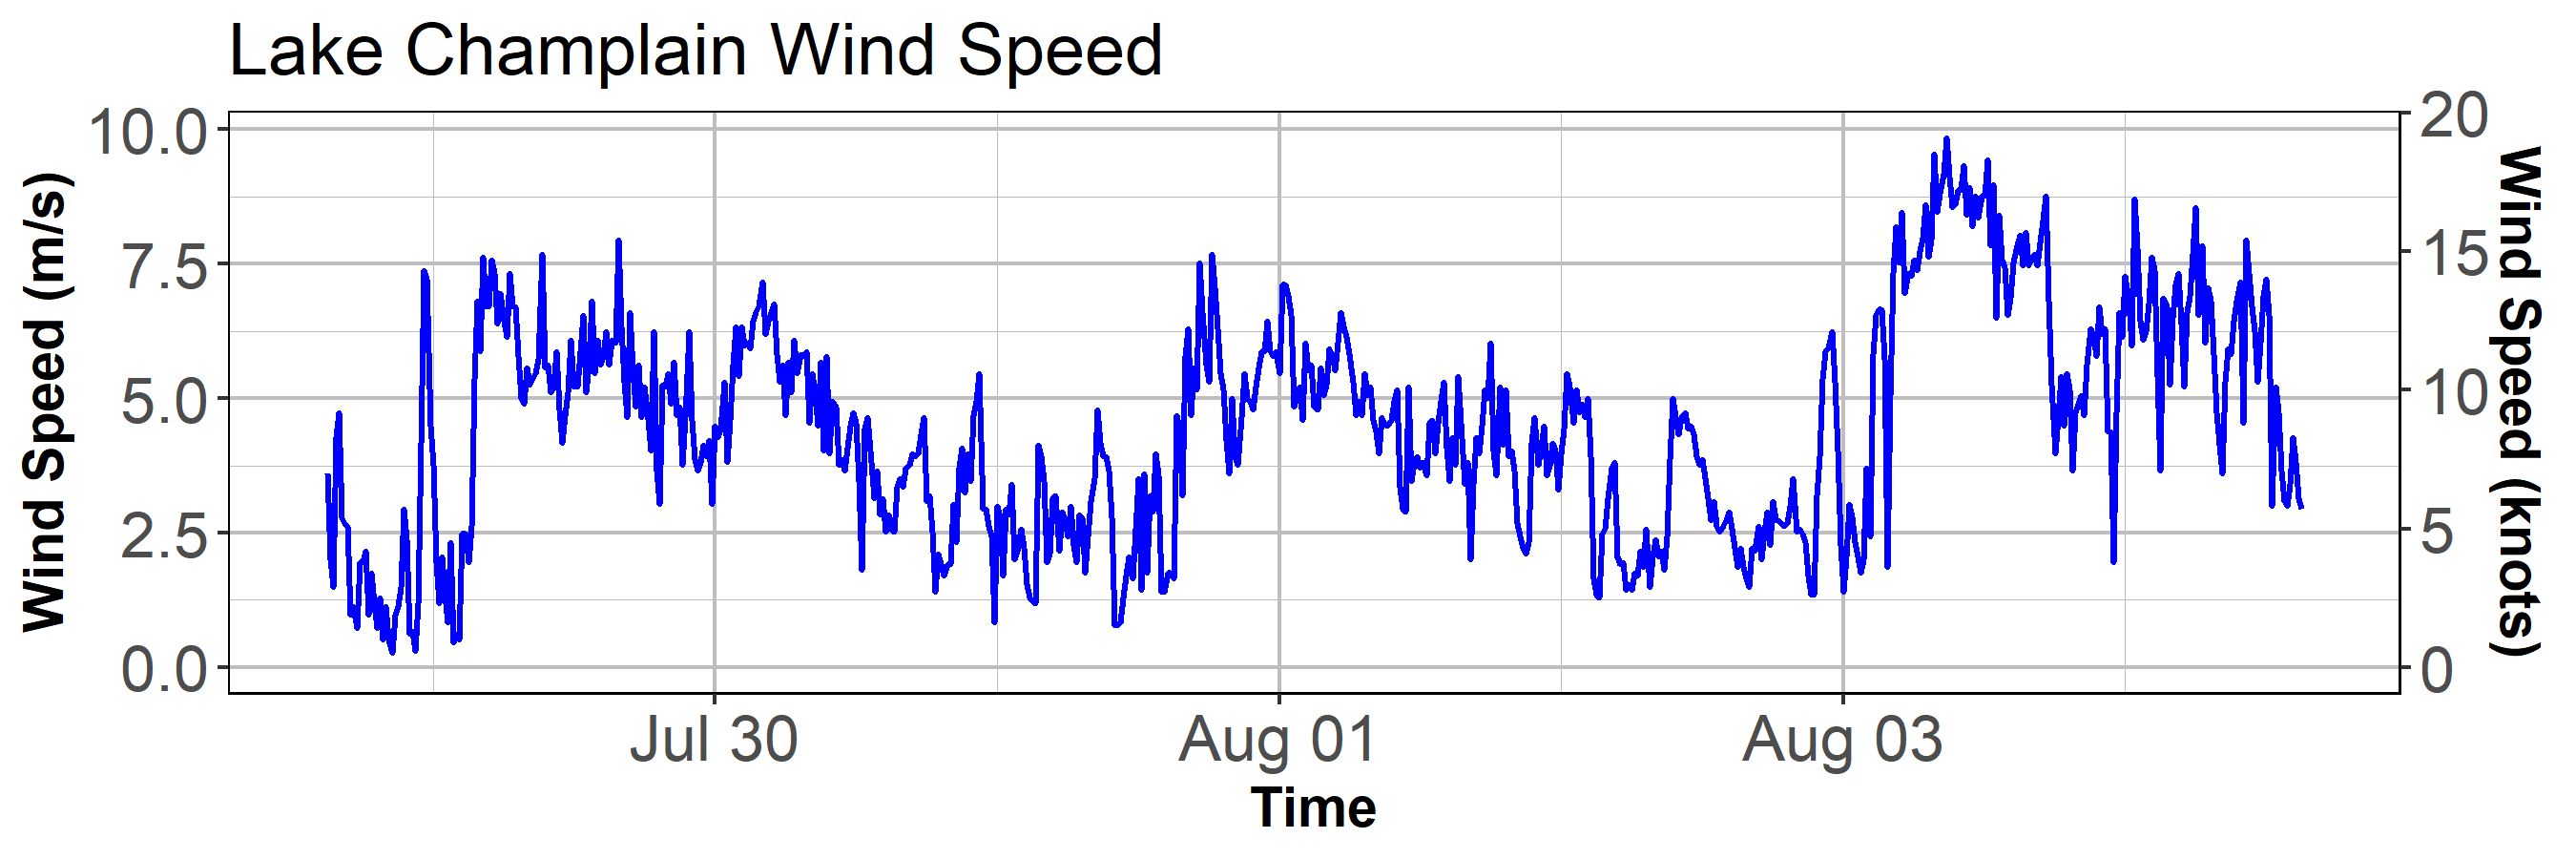 Lake Champlain Wind Speed
Wind Speed (m/s)
10.0
7.5
5.0
2.5
0.0
20
15
10
5
0
Wind Speed (knots)
Jul 30
Aug 01
Aug 03
Time